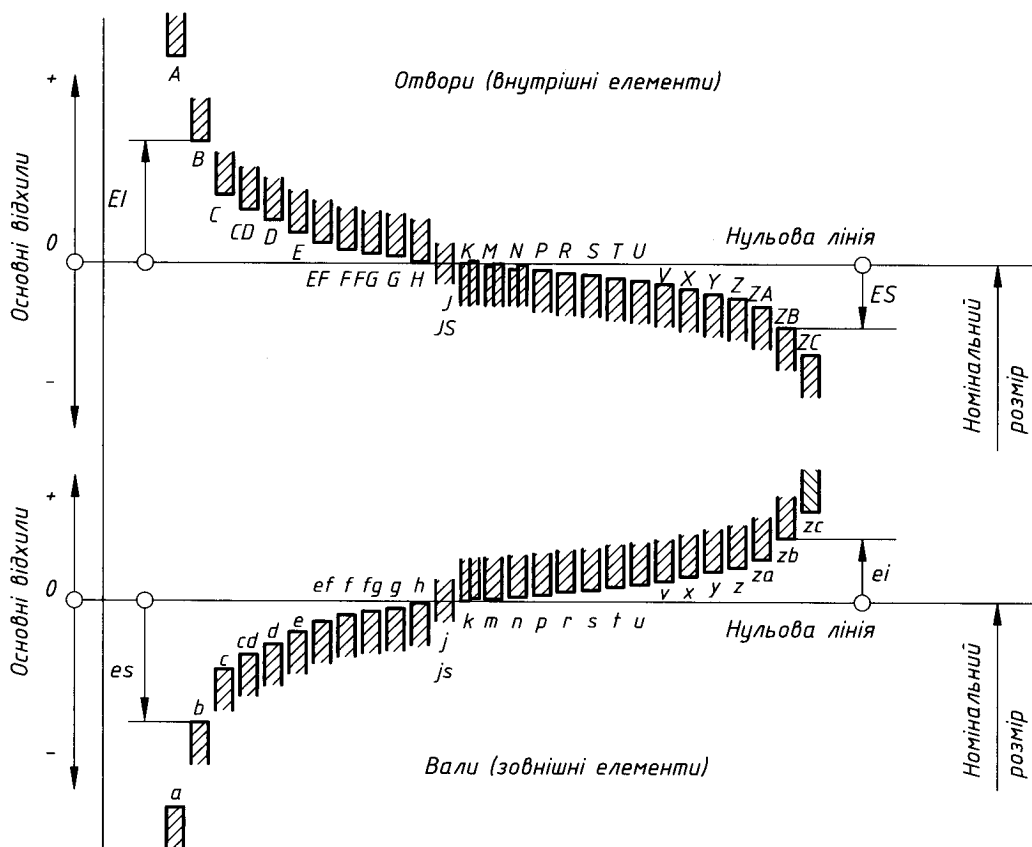 Отвори (внутрішні елементи)
Основні відхили
+
0
−
A
B
C
CD
D
E
EF
F
FG
G
H
J
JS
K
M
N
P
R
S
T
U
V
X
Y
Z
ZA
ZB
ZC
EI
ES
Нульова лінія
Номінальний
розмір
Основні відхили
+
0
−
a
b
c
cd
d
e
ef
f
fg
g
h
j
js
k
m
n
p
r
s
t
u
v
x
y
z
za
zb
zc
es
ei
Нульова лінія
Номінальний
розмір
Вали (зовнішні елементи)